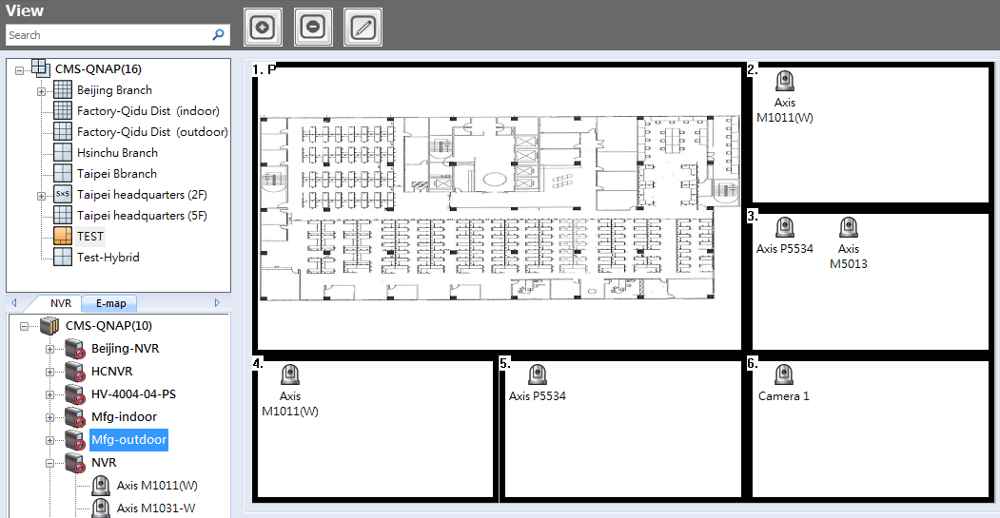 View
Search
CMS-QNAP(16)
Beijing Branch
Factory-Qidu Dist (indoor)
Factory-Qidu Dist (outdoor)
Hsinchu Branch
Taipei Bbranch
5×5 Taipei headquarters (2F)
Taipei headquarters (5F)
TEST
Test-Hybrid
NVR E-map
CMS-QNAP(10)
Beijing-NVR
HCNVR
HV-4004-04-PS
Mfg-indoor
Mfg-outdoor
NVR
Axis M1011(W)
Axis M1031-W
1. P
2.
Axis
M1011(W)
3.
Axis P5534
Axis
M5013
4.
Axis
M1011(W)
5.
Axis P5534
6.
Camera 1